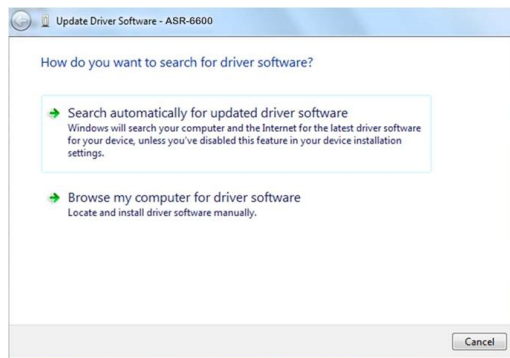 Update Driver Software - ASR-6600
How do you want to search for driver software?
Search automatically for updated driver software
Windows will search your computer and the Internet for the latest driver software
for your device, unless you've disabled this feature in your device installation
settings.
Browse my computer for driver software
Locate and install driver software manually.
Cancel